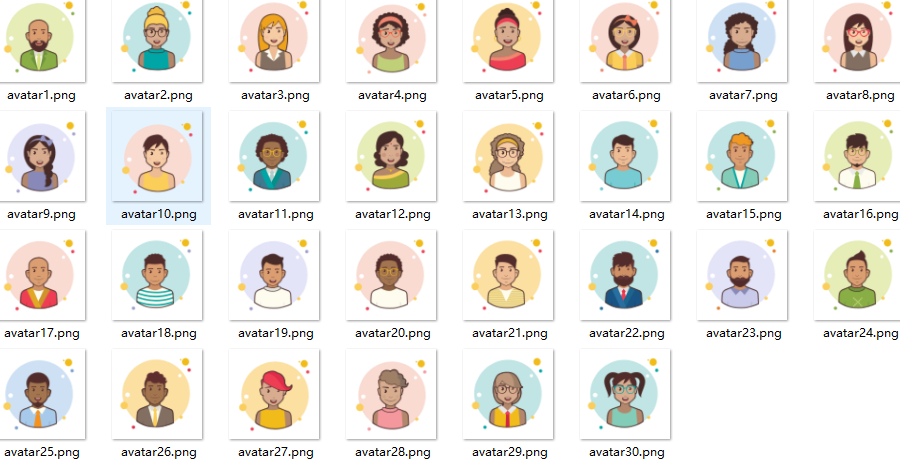 avatar1.png avatar2.png avatar3.png avatar4.png avatar5.png avatar6.png avatar7.png avatar8.png
avatar9.png avatar10.png avatar11.png avatar12.png avatar13.png avatar14.png avatar15.png avatar16.png
avatar17.png avatar18.png avatar19.png avatar20.png avatar21.png avatar22.png avatar23.png avatar24.png
avatar25.png avatar26.png avatar27.png avatar28.png avatar29.png avatar30.png